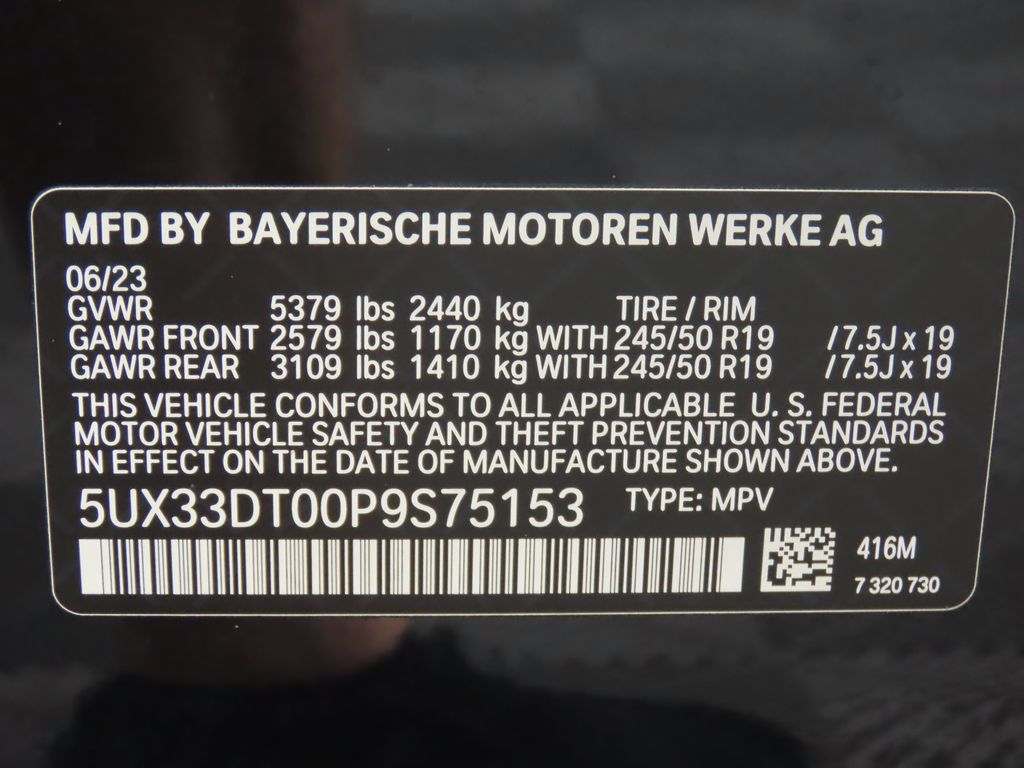 MFD BY BAYERISCHE MOTOREN WERKE AG
06/23
GVWR 5379 lbs 2440 kg TIRE / RIM
GAWR FRONT 2579 lbs 1170 kg WITH 245/50 R19 /7.5J x 19
GAWR REAR 3109 lbs 1410 kg WITH 245/50 R19 /7.5J x 19
THIS VEHICLE CONFORMS TO ALL APPLICABLE U. S. FEDERAL
MOTOR VEHICLE SAFETY AND THEFT PREVENTION STANDARDS
IN EFFECT ON THE DATE OF MANUFACTURE SHOWN ABOVE.
5UX33DT00P9S75153 TYPE: MPV
416M
7 320 730